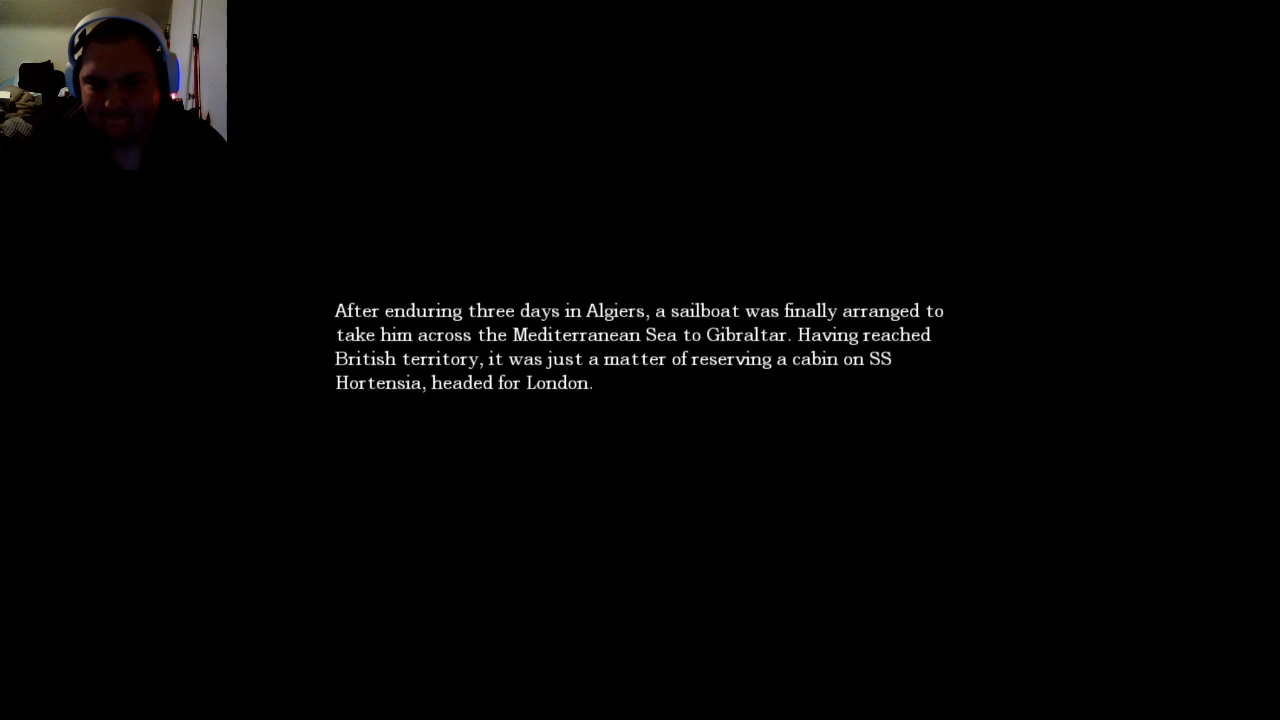 After enduring three days in Algiers, a sailboat was finally arranged to
take him across the Mediterranean Sea to Gibraltar. Having reached
British territory, it was just a matter of reserving a cabin on SS
Hortensia, headed for London.